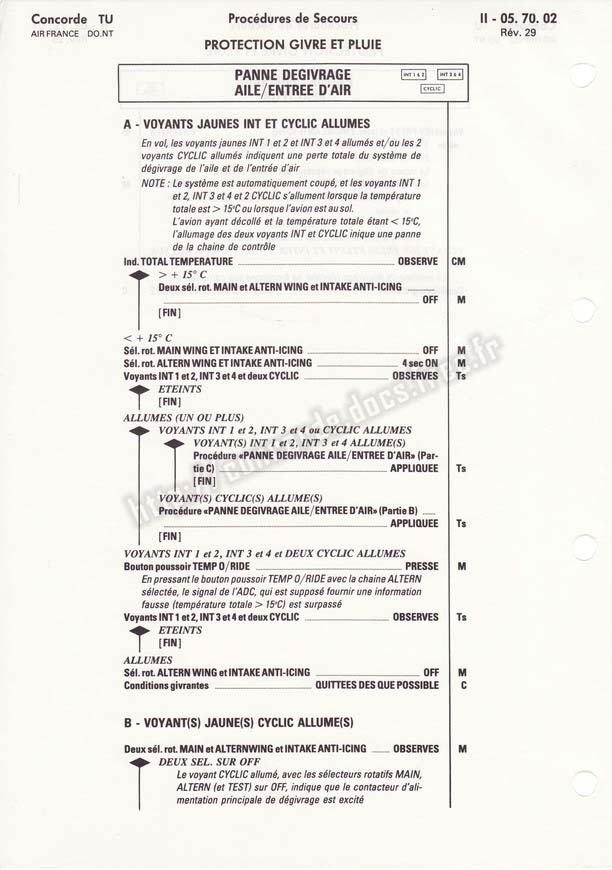 Concorde TU Procédures de Secours II - 05. 70. 02
AIR FRANCE DO.NT Rév. 29
PROTECTION GIVRE ET PLUIE
PANNE DEGIVRAGE INT 1 & 2 INT 3 & 4
AILE/ENTREE D'AIR CYCLIC
A - VOYANTS JAUNES INT ET CYCLIC ALLUMES
En vol, les voyants jaunes INT 1 et 2 et INT 3 et 4 allumés et/ou les 2
voyants CYCLIC allumés indiquent une perte totale du système de
dégivrage de l'aile et de l'entrée d'air
NOTE : Le système est automatiquement coupé, et les voyants INT 1
et 2, INT 3 et 4 et 2 CYCLIC s'allument lorsque la température
totale est > 15°C ou lorsque l'avion est au sol.
L'avion ayant décollé et la température totale étant < 15°C,
l'allumage des deux voyants INT et CYCLIC inique une panne
de la chaine de contrôle
Ind. TOTAL TEMPERATURE OBSERVE CM
> + 15° C
Deux sél. rot. MAIN et ALTERN WING et INTAKE ANTI-ICING
OFF M
[FIN]
< + 15° C
Sél. rot. MAIN WING ET INTAKE ANTI-ICING OFF M
Sél. rot. ALTERN WING ET INTAKE ANTI-ICING 4 sec ON M
Voyants INT 1 et 2, INT 3 et 4 et deux CYCLIC OBSERVES Ts
ETEINTS
[FIN]
ALLUMES (UN OU PLUS)
VOYANTS INT 1 et 2, INT 3 et 4 ou CYCLIC ALLUMES
VOYANT(S) INT 1 et 2, INT 3 et 4 ALLUME(S)
Procédure «PANNE DEGIVRAGE AILE/ENTREE D'AIR» (Par-
tie C) APPLIQUEE Ts
[FIN]
VOYANT(S) CYCLIC(S) ALLUME(S)
Procédure «PANNE DEGIVRAGE AILE/ENTREE D'AIR» (Partie B)
APPLIQUEE Ts
[FIN]
VOYANTS INT 1 et 2, INT 3 et 4 et DEUX CYCLIC ALLUMES
Bouton poussoir TEMP O/RIDE PRESSE M
En pressant le bouton poussoir TEMP O/RIDE avec la chaine ALTERN
sélectée, le signal de l'ADC, qui est supposé fournir une information
fausse (température totale > 15°C) est surpassé
Voyants INT 1 et 2, INT 3 et 4 et deux CYCLIC OBSERVES Ts
ETEINTS
[FIN]
ALLUMES
Sél. rot. ALTERN WING et INTAKE ANTI-ICING OFF M
Conditions givrantes QUITTEES DES QUE POSSIBLE C
B - VOYANT(S) JAUNE(S) CYCLIC ALLUME(S)
Deux sél. rot. MAIN et ALTERNWING et INTAKE ANTI-ICING OBSERVES M
DEUX SEL. SUR OFF
Le voyant CYCLIC allumé, avec les sélecteurs rotatifs MAIN,
ALTERN (et TEST) sur OFF, indique que le contacteur d'ali-
mentation principale de dégivrage est excité